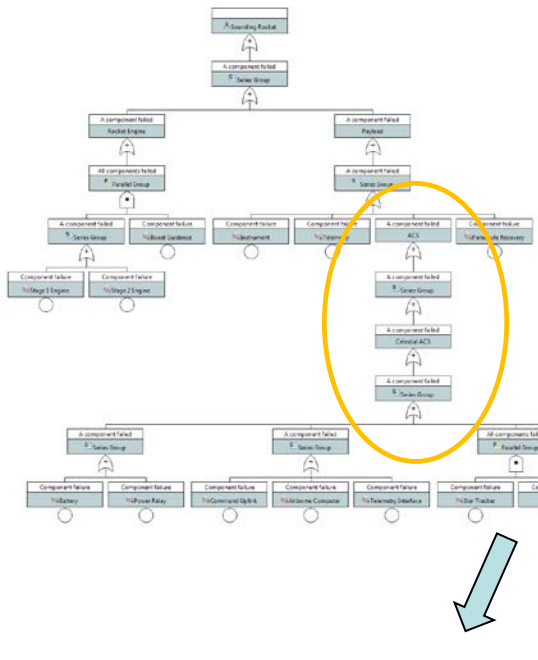 Sounding Rocket
A component failed
Series Group
A component failed
Rocket Engine
A component failed
Payload
All components failed
Parallel Group
A component failed
Series Group
A component failed
Series Group
Component failure
Boost Guidance
Component failure
Instrument
Component failure
Telemetry
A component failed
ACS
Component failure
Parachute Recovery
Component failure
Stage 1 Engine
Component failure
Stage 2 Engine
A component failed
Series Group
A component failed
Celestial ACS
A component failed
Series Group
A component failed
Series Group
A component failed
Series Group
All components
Parallel Group
Component failure
Battery
Component failure
Power Relay
Component failure
Command Uplink
Component failure
Airborne Computer
Component failure
Telemetry Interface
Component failure
Star Tracker